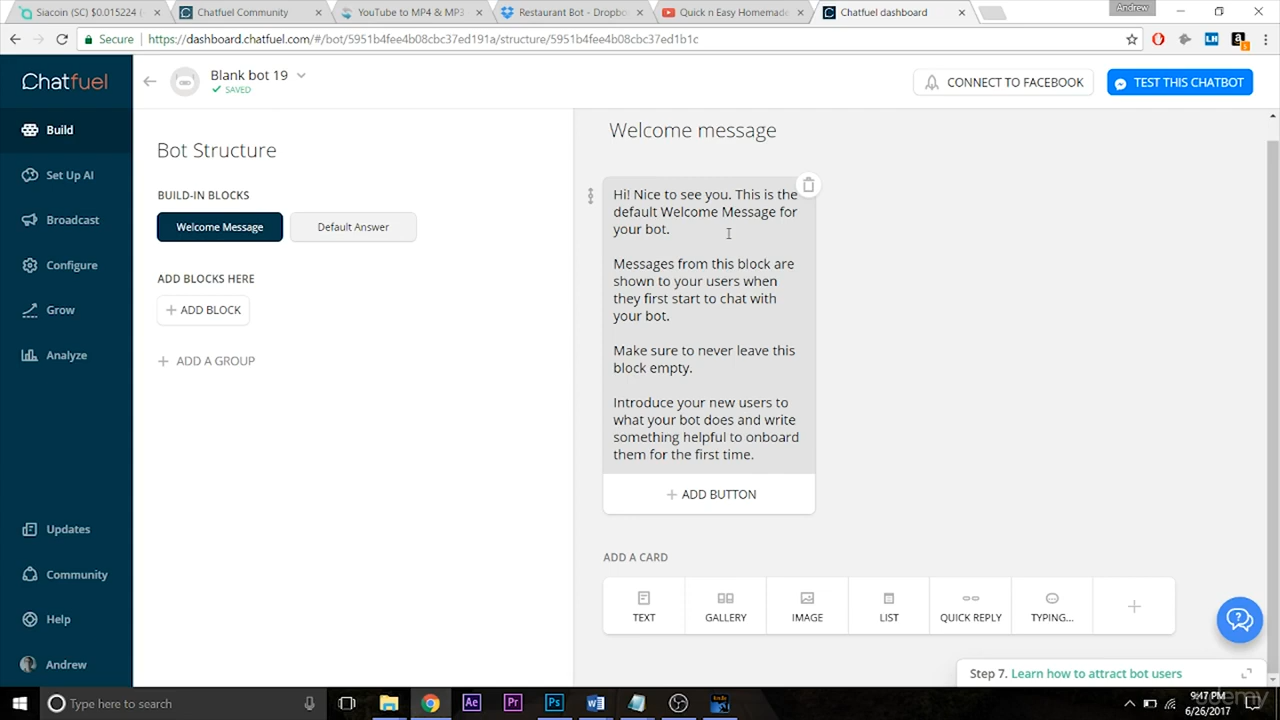 Siacoin (SC) $0.015224
Chatfuel Community
YouTube to MP4 & MP3
Restaurant Bot - Dropbo
Quick n Easy Homemade
Chatfuel dashboard
Andrew
Secure
https://dashboard.chatfuel.com/#/bot/5951b4fee4b08cbc37ed191a/structure/5951b4fee4b08cbc37ed1b1c
Chatfuel
Blank bot 19
SAVED
CONNECT TO FACEBOOK
TEST THIS CHATBOT
Build
Set Up AI
Broadcast
Configure
Grow
Analyze
Updates
Community
Help
Andrew
Bot Structure
BUILD-IN BLOCKS
Welcome Message
Default Answer
ADD BLOCKS HERE
+ ADD BLOCK
+ ADD A GROUP
Welcome message
Hi! Nice to see you. This is the
default Welcome Message for
your bot.
Messages from this block are
shown to your users when
they first start to chat with
your bot.
Make sure to never leave this
block empty.
Introduce your new users to
what your bot does and write
something helpful to onboard
them for the first time.
+ ADD BUTTON
ADD A CARD
TEXT
GALLERY
IMAGE
LIST
QUICK REPLY
TYPING...
+
Step 7. Learn how to attract bot users
Type here to search
Ae
Pr
Ps
9:47 PM
6/26/2017
udemy